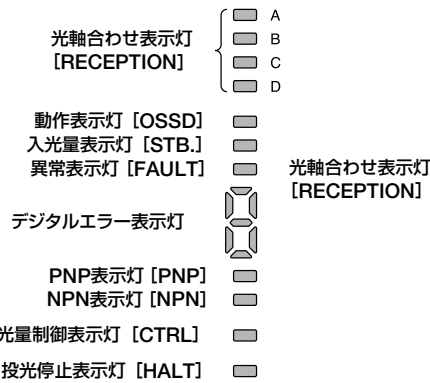 光軸合わせ表示灯
[RECEPTION]
A
B
C
D
動作表示灯 [OSSD]
入光量表示灯 [STB.]
異常表示灯 [FAULT]
光軸合わせ表示灯
[RECEPTION]
デジタルエラー表示灯
PNP表示灯 [PNP]
NPN表示灯 [NPN]
光量制御表示灯 [CTRL]
投光停止表示灯 [HALT]